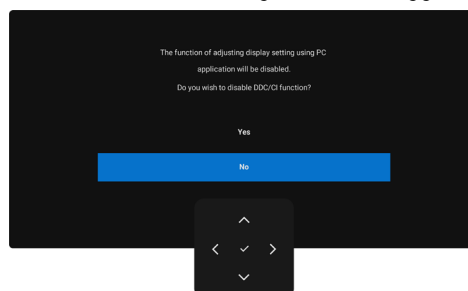 The function of adjusting display setting using PC
application will be disabled.
Do you wish to disable DDC/CI function?
Yes
No